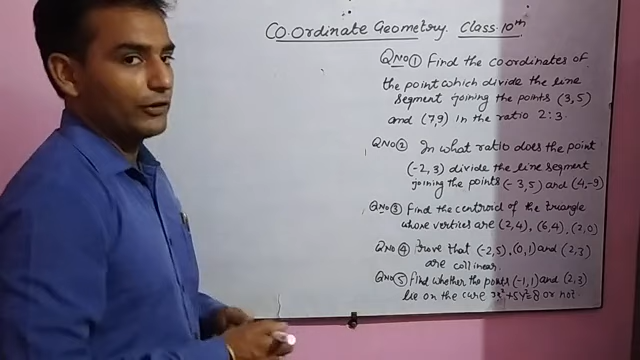 CO-Ordinate Geometry. Class-10th
QNO① Find the coordinates of
the point which divide the line
segment joining the points (3,5)
and (7,9) in the ratio 2:3.
QNO② In what ratio does the point
(-2, 3) divide the line segment
joining the points (-3,5) and (4,-9)
QNO③ Find the centroid of the triangle
whose vertices are (2,4), (6,4), (2,0)
QNO④ Prove that (-2,5), (0,1) and (2,3)
are collinear.
QNO⑤ Find whether the points (-1,1) and (2,3)
lie on the curve x²+5y²=8 or not.